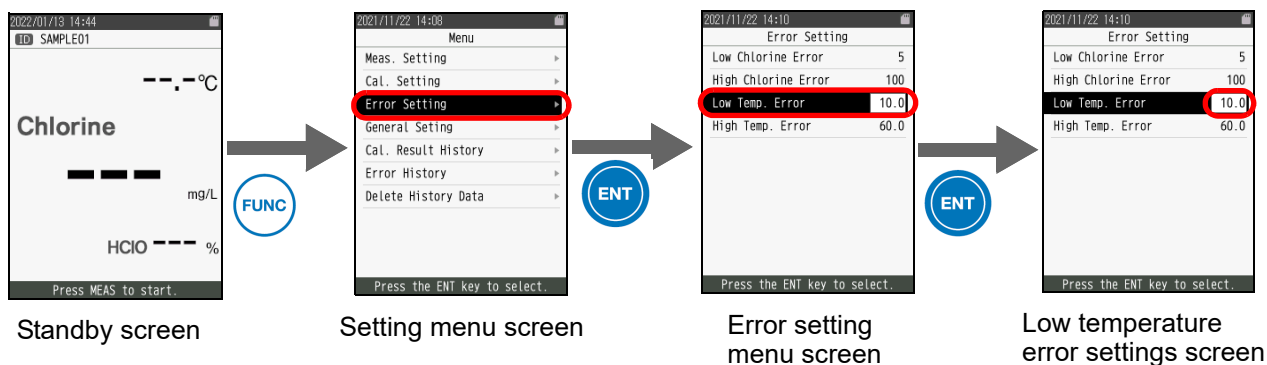 2022/01/13 14:44
ID SAMPLE01
--.-℃
Chlorine
---
mg/L
HClO --- %
Press MEAS to start.
Standby screen
FUNC
2021/11/22 14:08
Menu
Meas. Setting
Cal. Setting
Error Setting
General Seting
Cal. Result History
Error History
Delete History Data
Press the ENT key to select.
Setting menu screen
ENT
2021/11/22 14:10
Error Setting
Low Chlorine Error 5
High Chlorine Error 100
Low Temp. Error 10.0
High Temp. Error 60.0
Press the ENT key to select.
Error setting
menu screen
ENT
2021/11/22 14:10
Error Setting
Low Chlorine Error 5
High Chlorine Error 100
Low Temp. Error 10.0
High Temp. Error 60.0
Press the ENT key to select.
Low temperature
error settings screen